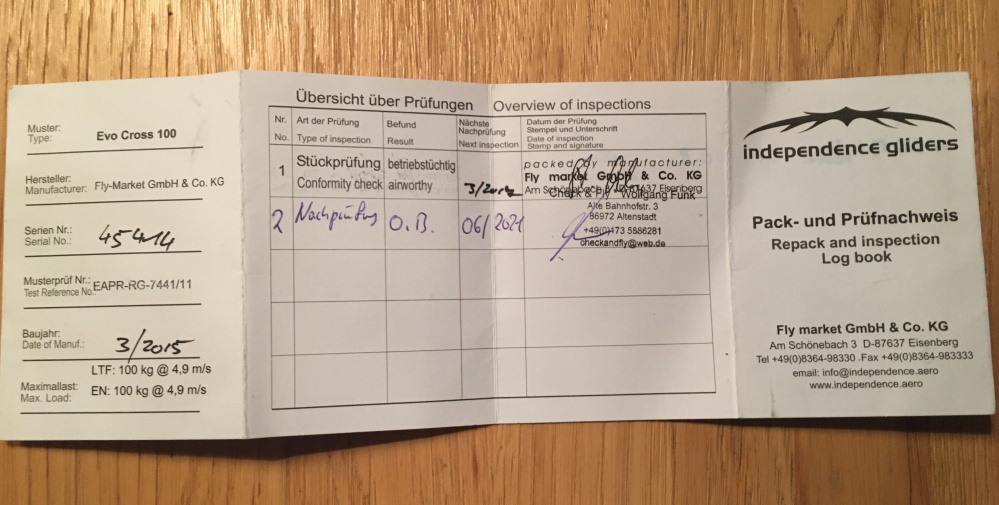 Muster:
Type:
Evo Cross 100
Hersteller:
Manufacturer: Fly-Market GmbH & Co. KG
Serien Nr.:
Serial No.:
45414
Musterprüf Nr.:
Test Reference No.: EAPR-RG-7441/11
Baujahr:
Date of Manuf.:
3/2015
LTF: 100 kg @ 4,9 m/s
Maximallast:
Max. Load:
EN: 100 kg @ 4,9 m/s
Übersicht über Prüfungen Overview of inspections
Nr.
No.
Art der Prüfung
Type of inspection
Befund
Result
Nächste
Nachprüfung
Next inspection
Datum der Prüfung
Stempel und Unterschrift
Date of inspection
Stamp and signature
1
Stückprüfung
Conformity check
betriebstüchtig
airworthy
packed by manufacturer:
Fly market GmbH & Co. KG
Am Schönebach 3 D-87637 Eisenberg
2
Nachprüfung
O.B.
06/2021
Check & Fly Wolfgang Funk
Alte Bahnhofstr. 3
86972 Altenstadt
+49(0)173 5886281
checkandfly@web.de
independence gliders
Pack- und Prüfnachweis
Repack and inspection
Log book
Fly market GmbH & Co. KG
Am Schönebach 3 D-87637 Eisenberg
Tel +49(0)8364-98330 .Fax +49(0)8364-983333
email: info@independence.aero
www.independence.aero